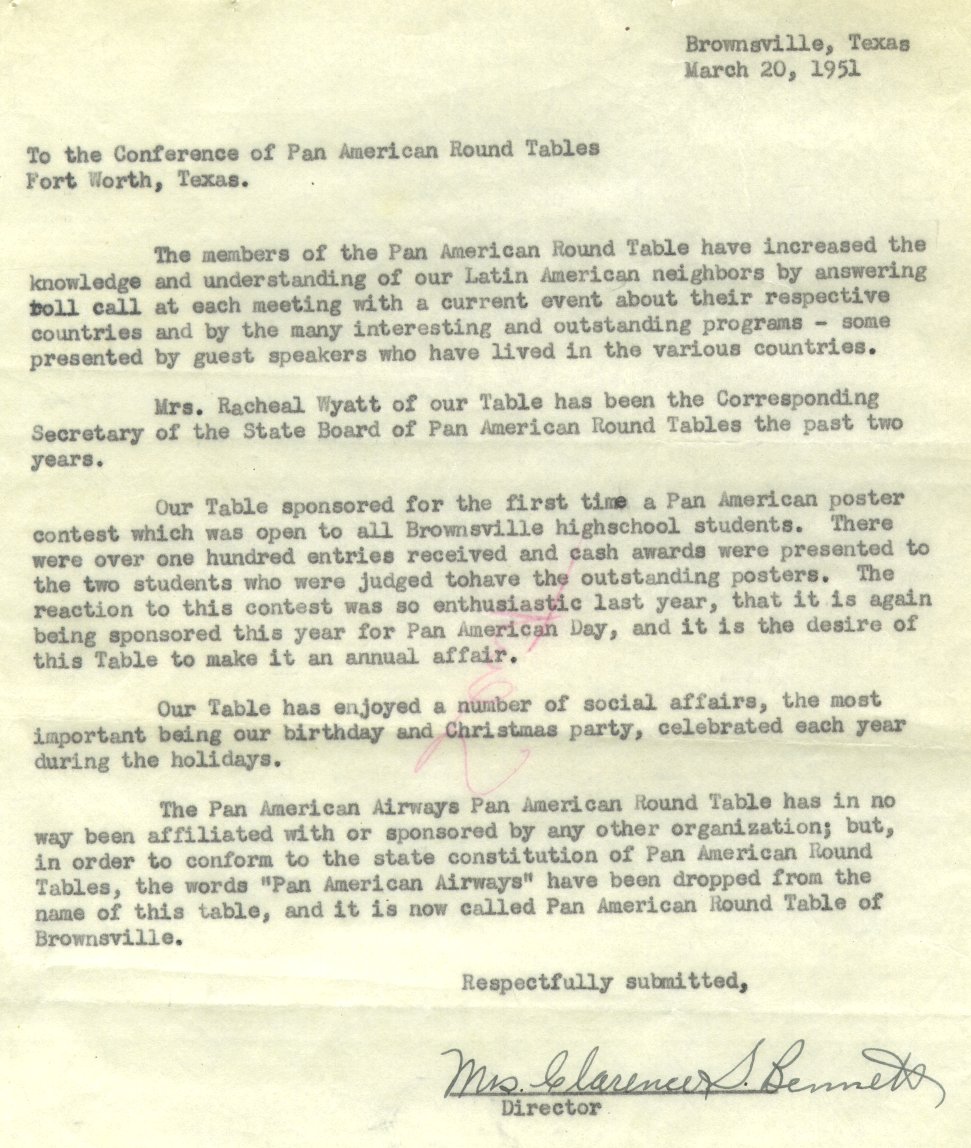 Brownsville, Texas
March 20, 1951
To the Conference of Pan American Round Tables
Fort Worth, Texas.
The members of the Pan American Round Table have increased the
knowledge and understanding of our Latin American neighbors by answering
roll call at each meeting with a current event about their respective
countries and by the many interesting and outstanding programs - some
presented by guest speakers who have lived in the various countries.
Mrs. Racheal Wyatt of our Table has been the Corresponding
Secretary of the State Board of Pan American Round Tables the past two
years.
Our Table sponsored for the first time a Pan American poster
contest which was open to all Brownsville highschool students. There
were over one hundred entries received and cash awards were presented to
the two students who were judged tohave the outstanding posters. The
reaction to this contest was so enthusiastic last year, that it is again
being sponsored this year for Pan American Day, and it is the desire of
this Table to make it an annual affair.
Our Table has enjoyed a number of social affairs, the most
important being our birthday and Christmas party, celebrated each year
during the holidays.
The Pan American Airways Pan American Round Table has in no
way been affiliated with or sponsored by any other organization; but,
in order to conform to the state constitution of Pan American Round
Tables, the words "Pan American Airways" have been dropped from the
name of this table, and it is now called Pan American Round Table of
Brownsville.
Respectfully submitted,
Mrs. Clarence S. Bennett
Director